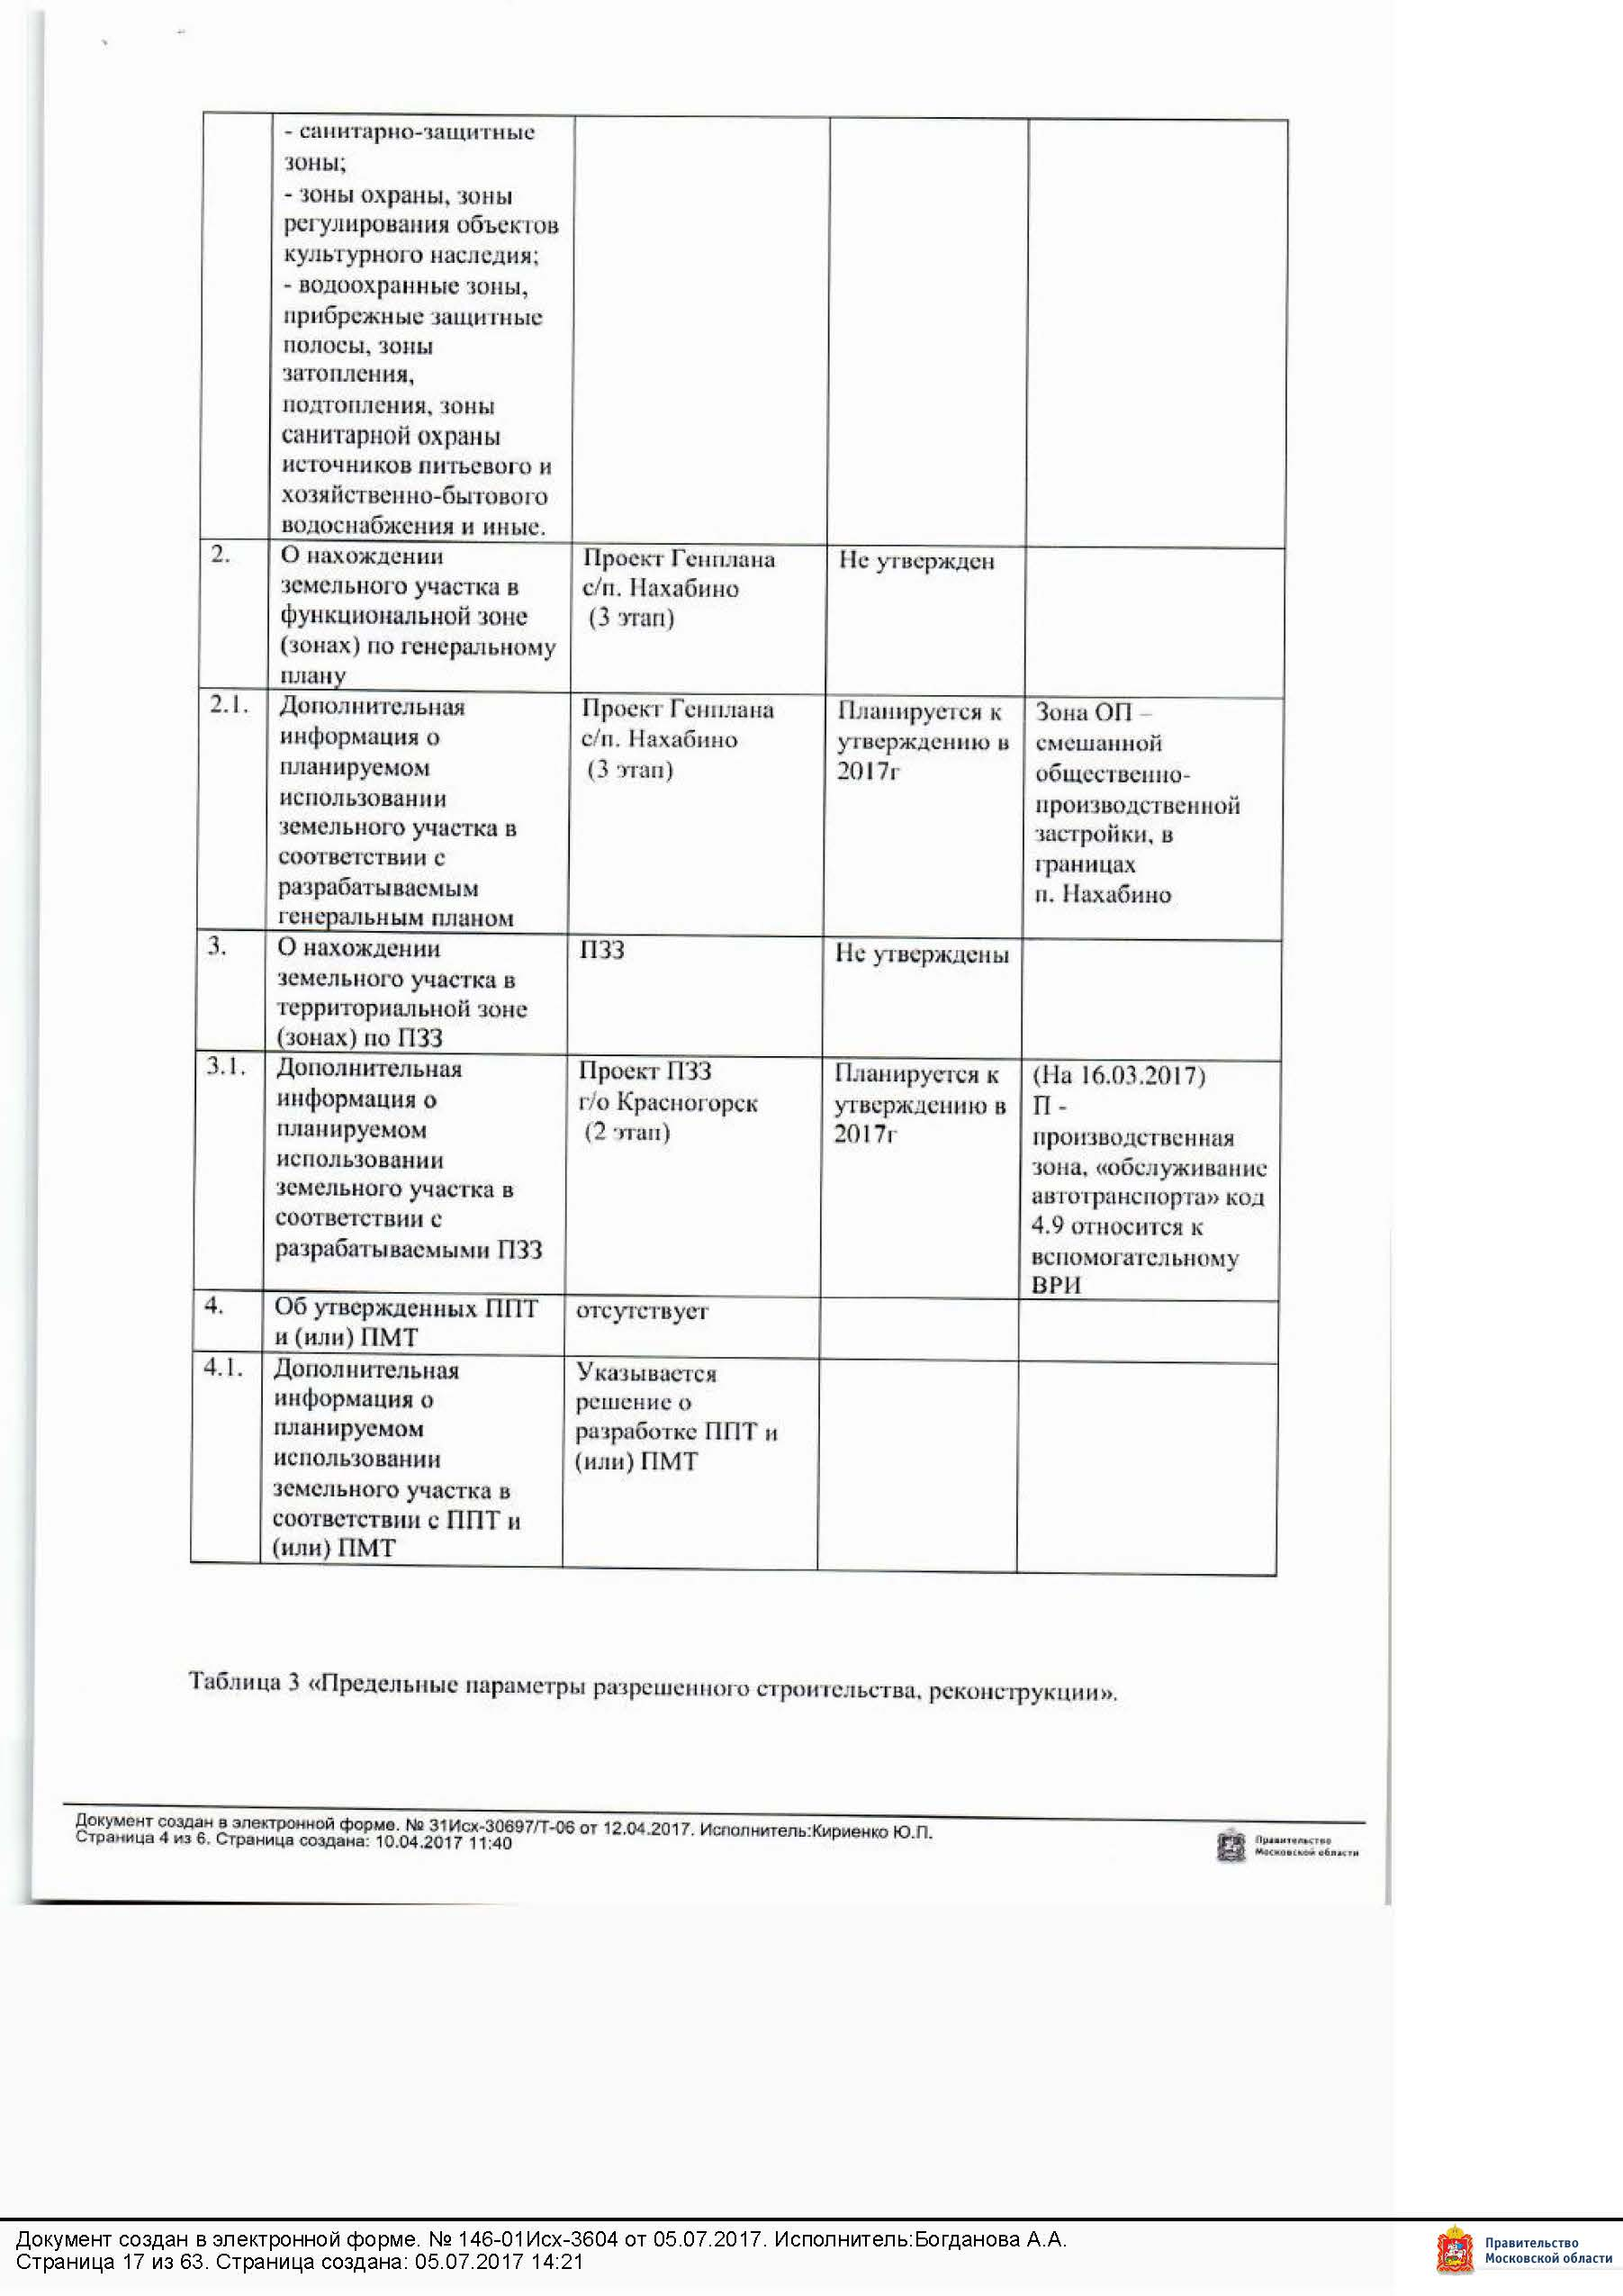 - санитарно-защитные
зоны;
- зоны охраны, зоны
регулирования объектов
культурного наследия;
- водоохранные зоны,
прибрежные защитные
полосы, зоны
затопления,
подтопления, зоны
санитарной охраны
источников питьевого и
хозяйственно-бытового
водоснабжения и иные.
2.
О нахождении
земельного участка в
функциональной зоне
(зонах) по генеральному
плану
Проект Генплана
с/п. Нахабино
(3 этап)
Не утвержден
2.1.
Дополнительная
информация о
планируемом
использовании
земельного участка в
соответствии с
разрабатываемым
генеральным планом
Проект Генплана
с/п. Нахабино
(3 этап)
Планируется к
утверждению в
2017г
Зона ОП –
смешанной
общественно-
производственной
застройки, в
границах
п. Нахабино
3.
О нахождении
земельного участка в
территориальной зоне
(зонах) по ПЗЗ
ПЗЗ
Не утверждены
3.1.
Дополнительная
информация о
планируемом
использовании
земельного участка в
соответствии с
разрабатываемыми ПЗЗ
Проект ПЗЗ
г/о Красногорск
(2 этап)
Планируется к
утверждению в
2017г
(На 16.03.2017)
П -
производственная
зона, «обслуживание
автотранспорта» код
4.9 относится к
вспомогательному
ВРИ
4.
Об утвержденных ППТ
и (или) ПМТ
отсутствует
4.1.
Дополнительная
информация о
планируемом
использовании
земельного участка в
соответствии с ППТ и
(или) ПМТ
Указывается
решение о
разработке ППТ и
(или) ПМТ
Таблица 3 «Предельные параметры разрешенного строительства, реконструкции».
Документ создан в электронной форме. № 31Исх-30697/Т-06 от 12.04.2017. Исполнитель:Кириенко Ю.П.
Страница 4 из 6. Страница создана: 10.04.2017 11:40
Правительство
Московской области
Документ создан в электронной форме. № 146-01Исх-3604 от 05.07.2017. Исполнитель:Богданова А.А.
Страница 17 из 63. Страница создана: 05.07.2017 14:21
Правительство
Московской области